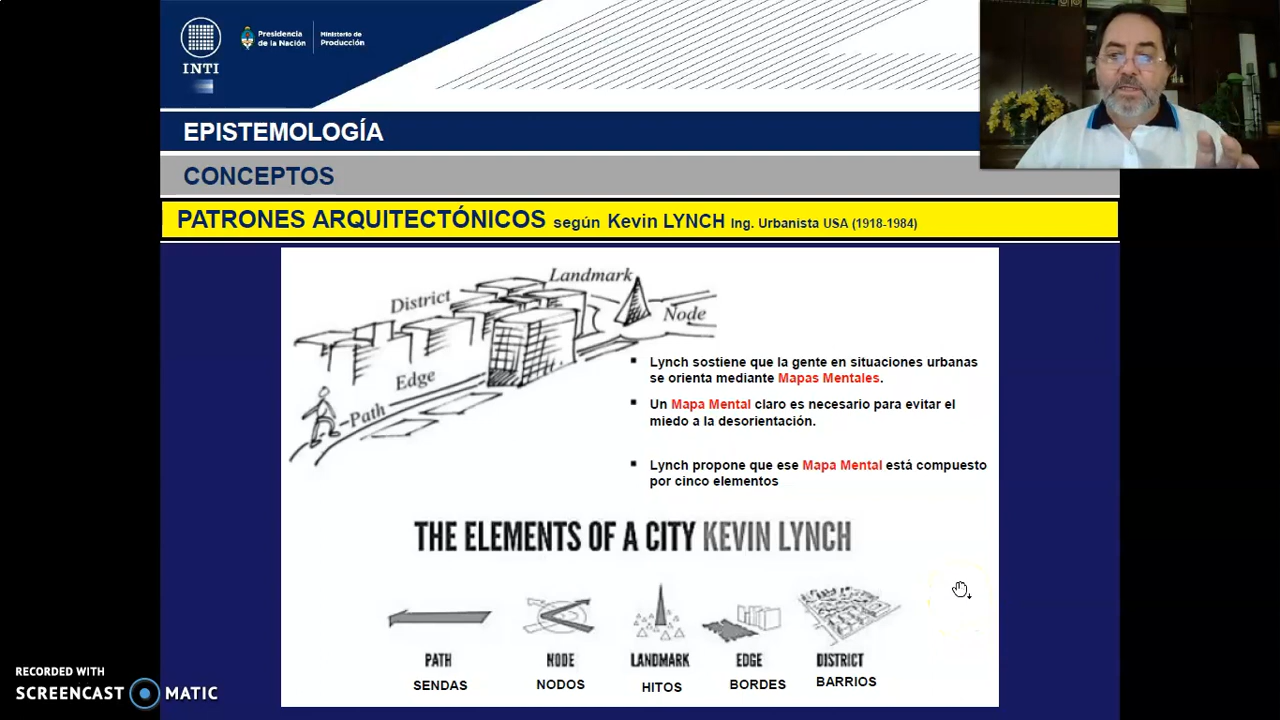 INTI
Presidencia
de la Nación
Ministerio de
Producción
EPISTEMOLOGÍA
CONCEPTOS
PATRONES ARQUITECTÓNICOS según Kevin LYNCH Ing. Urbanista USA (1918-1984)
Landmark
District
Node
Edge
Path
▪ Lynch sostiene que la gente en situaciones urbanas
se orienta mediante Mapas Mentales.
▪ Un Mapa Mental claro es necesario para evitar el
miedo a la desorientación.
▪ Lynch propone que ese Mapa Mental está compuesto
por cinco elementos
THE ELEMENTS OF A CITY KEVIN LYNCH
PATH NODE LANDMARK EDGE DISTRICT
SENDAS NODOS HITOS BORDES BARRIOS
RECORDED WITH
SCREENCAST MATIC